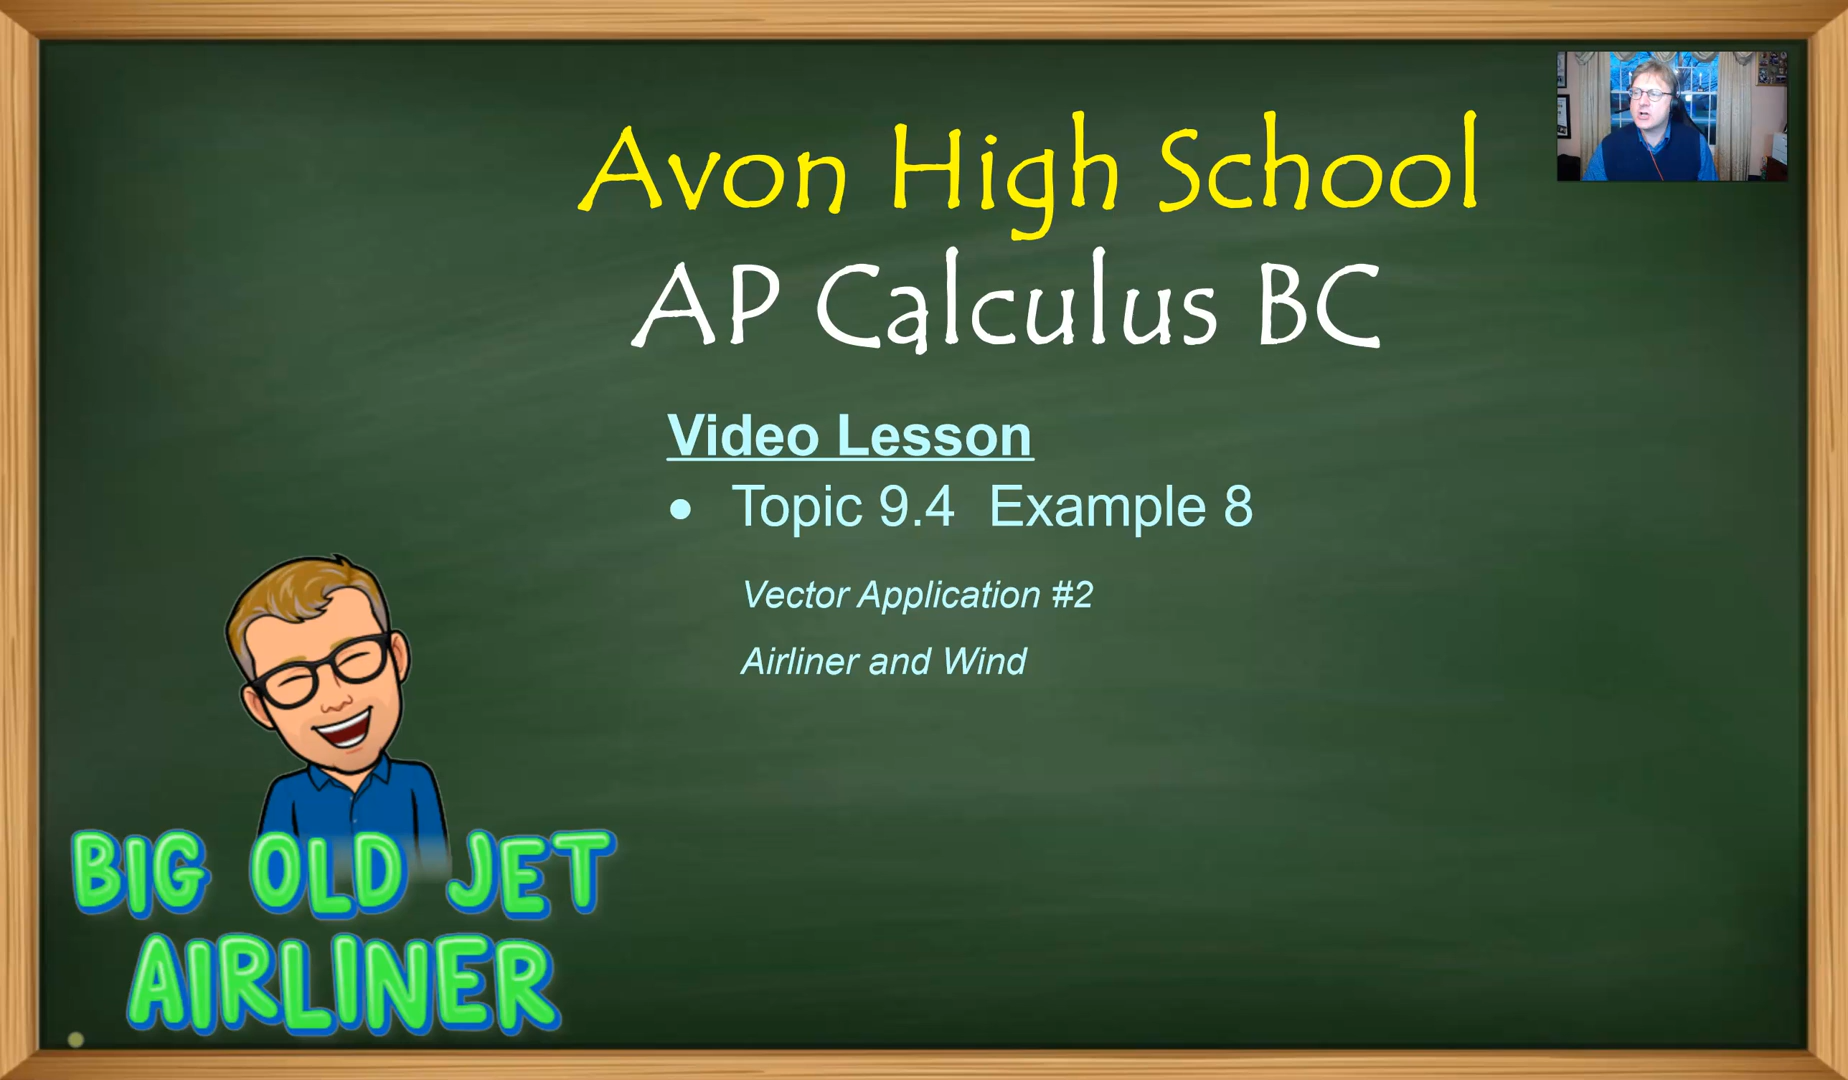 Avon High School
AP Calculus BC
Video Lesson
● Topic 9.4 Example 8
Vector Application #2
Airliner and Wind
BIG OLD JET
AIRLINER